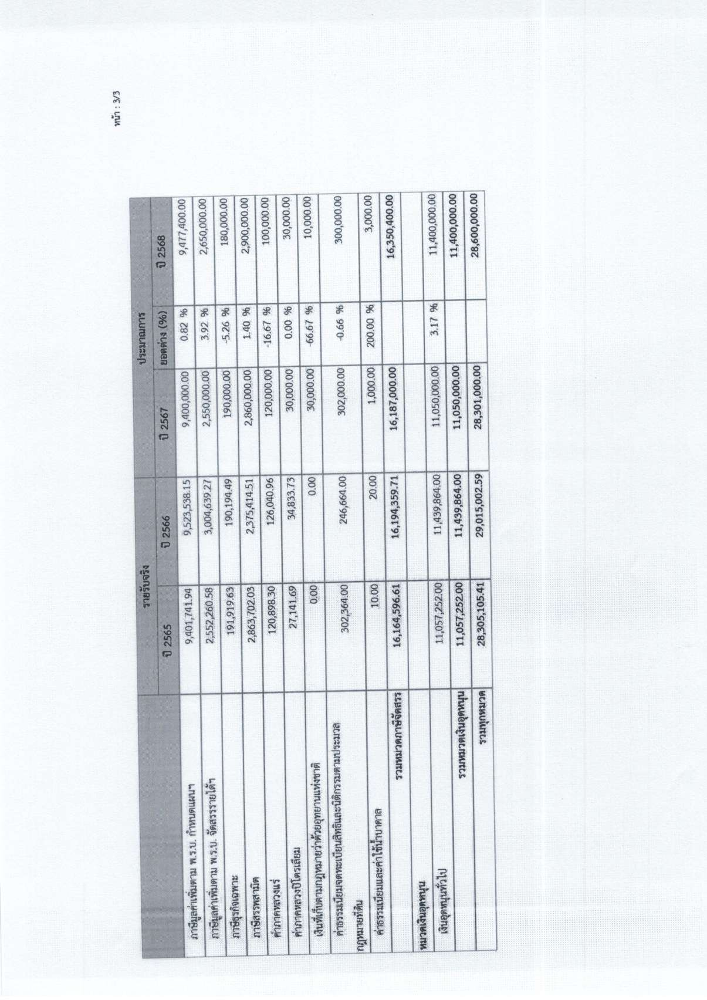 หน้า : 3/3
รายรับจริง ประมาณการ
ปี 2565 ปี 2566 ปี 2567 ยอดต่าง (%) ปี 2568
ภาษีมูลค่าเพิ่มตาม พ.ร.บ. กำหนดแผนฯ 9,401,741.94 9,523,538.15 9,400,000.00 0.82 % 9,477,400.00
ภาษีมูลค่าเพิ่มตาม พ.ร.บ. จัดสรรรายได้ฯ 2,552,260.58 3,004,639.27 2,550,000.00 3.92 % 2,650,000.00
ภาษีธุรกิจเฉพาะ 191,919.63 190,194.49 190,000.00 -5.26 % 180,000.00
ภาษีสรรพสามิต 2,863,702.03 2,375,414.51 2,860,000.00 1.40 % 2,900,000.00
ค่าภาคหลวงแร่ 120,898.30 126,040.96 120,000.00 -16.67 % 100,000.00
ค่าภาคหลวงปิโตรเลียม 27,141.69 34,833.73 30,000.00 0.00 % 30,000.00
เงินที่เก็บตามกฎหมายว่าด้วยอุทยานแห่งชาติ 0.00 0.00 30,000.00 -66.67 % 10,000.00
ค่าธรรมเนียมจดทะเบียนสิทธิและนิติกรรมตามประมวล
กฎหมายที่ดิน 302,364.00 246,664.00 302,000.00 -0.66 % 300,000.00
ค่าธรรมเนียมและค่าใช้น้ำบาดาล 10.00 20.00 1,000.00 200.00 % 3,000.00
รวมหมวดภาษีจัดสรร 16,164,596.61 16,194,359.71 16,187,000.00 16,350,400.00
หมวดเงินอุดหนุน
เงินอุดหนุนทั่วไป 11,057,252.00 11,439,864.00 11,050,000.00 3.17 % 11,400,000.00
รวมหมวดเงินอุดหนุน 11,057,252.00 11,439,864.00 11,050,000.00 11,400,000.00
รวมทุกหมวด 28,305,105.41 29,015,002.59 28,301,000.00 28,600,000.00